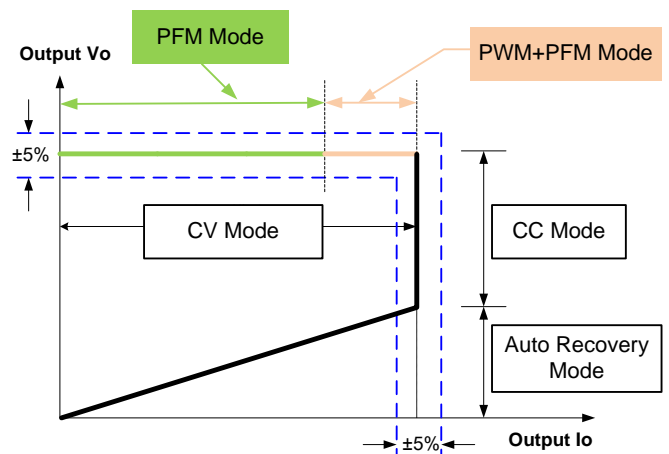 PFM Mode
Output Vo
PWM+PFM Mode
±5%
CV Mode
CC Mode
Auto Recovery
Mode
±5%
Output Io